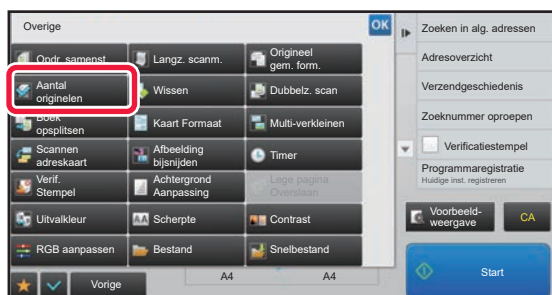 Overige
OK
Opdr. samenst.
Langz. scanm.
Origineel
gem. form.
Aantal
originelen
Wissen
Dubbelz. scan
Boek
opsplitsen
Kaart Formaat
Multi-verkleinen
Scannen
adreskaart
Afbeelding
bijsnijden
Timer
Verif.
Stempel
Achtergrond
Aanpassing
Lege pagina
Overslaan
Uitvalkleur
Scherpte
Contrast
RGB aanpassen
Bestand
Snelbestand
Vorige
A4
A4
Zoeken in alg. adressen
Adresoverzicht
Verzendgeschiedenis
Zoeknummer oproepen
Verificatiestempel
Programmaregistratie
Huidige inst. registreren
Voorbeeld-
weergave
CA
Start